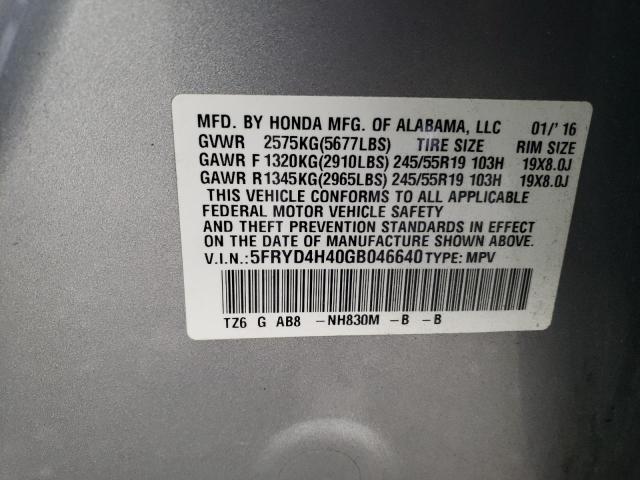 MFD. BY HONDA MFG. OF ALABAMA, LLC 01/'16
GVWR 2575KG(5677LBS) TIRE SIZE RIM SIZE
GAWR F 1320KG(2910LBS) 245/55R19 103H 19X8.0J
GAWR R 1345KG(2965LBS) 245/55R19 103H 19X8.0J
THIS VEHICLE CONFORMS TO ALL APPLICABLE
FEDERAL MOTOR VEHICLE SAFETY
AND THEFT PREVENTION STANDARDS IN EFFECT
ON THE DATE OF MANUFACTURE SHOWN ABOVE.
V.I.N.:5FRYD4H40GB046640 TYPE: MPV
TZ6 G AB8 -NH830M -B -B